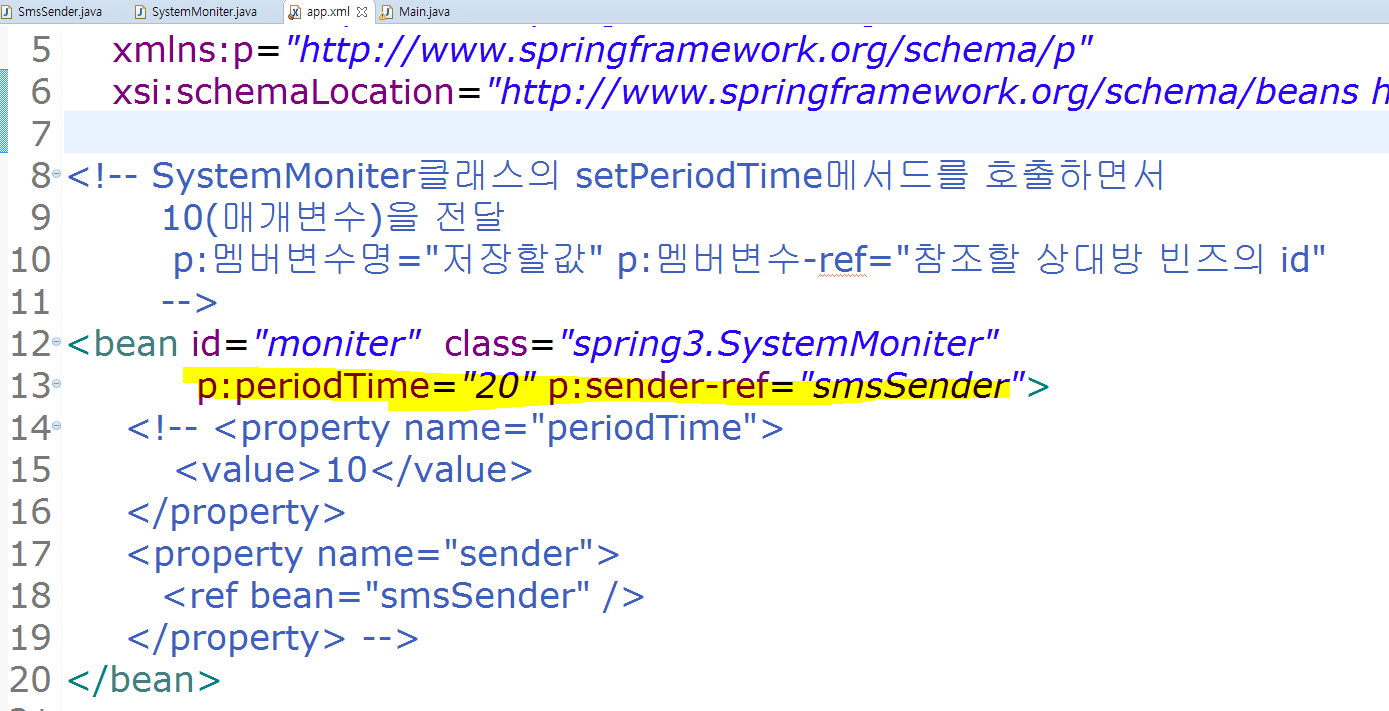 SmsSender.java SystemMoniter.java app.xml Main.java
5 xmlns:p="http://www.springframework.org/schema/p"
6 xsi:schemaLocation="http://www.springframework.org/schema/beans h
7
8 <!-- SystemMoniter클래스의 setPeriodTime메서드를 호출하면서
9 10(매개변수)을 전달
10 p:멤버변수명="저장할값" p:멤버변수-ref="참조할 상대방 빈즈의 id"
11 -->
12 <bean id="moniter" class="spring3.SystemMoniter"
13 p:periodTime="20" p:sender-ref="smsSender">
14 <!-- <property name="periodTime">
15 <value>10</value>
16 </property>
17 <property name="sender">
18 <ref bean="smsSender" />
19 </property> -->
20 </bean>